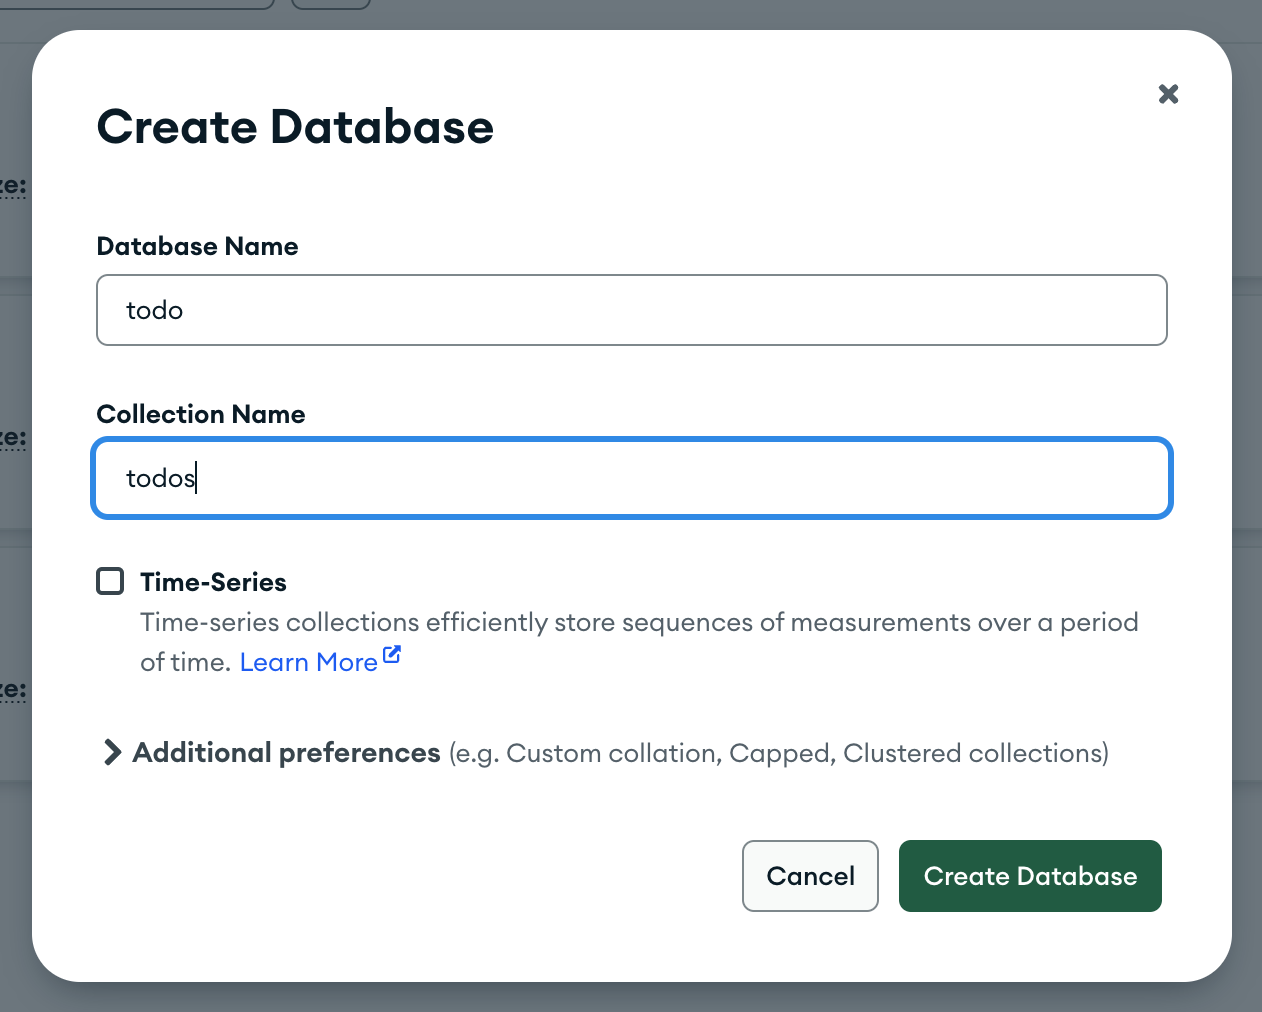 Create Database
Database Name
todo
Collection Name
todos
Time-Series
Time-series collections efficiently store sequences of measurements over a period
of time. Learn More
Additional preferences (e.g. Custom collation, Capped, Clustered collections)
Cancel
Create Database
ze:
ze:
ze: